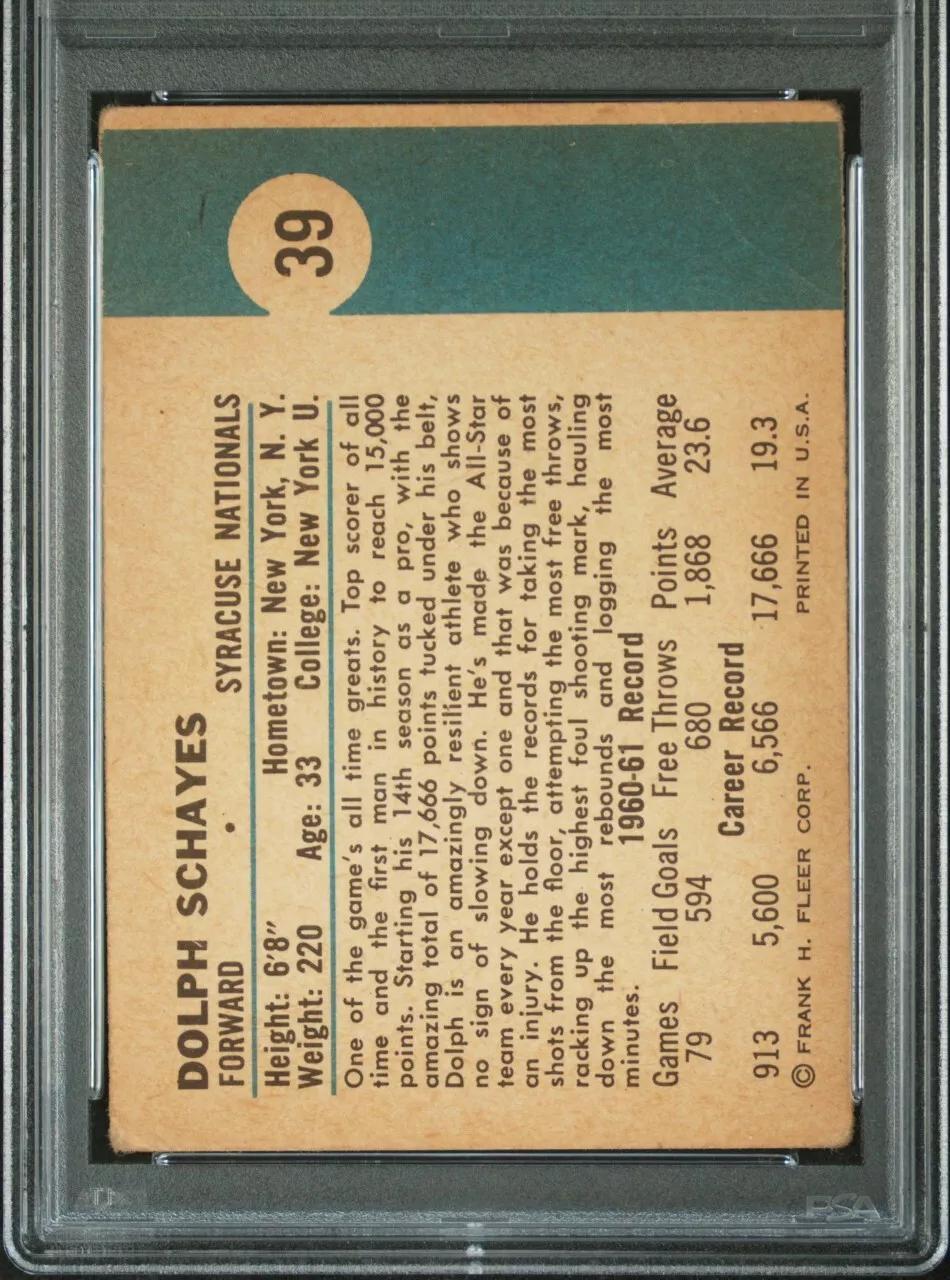 39
DOLPH SCHAYES
FORWARD SYRACUSE NATIONALS
Height: 6'8" Hometown: New York, N. Y.
Weight: 220 Age: 33 College: New York U.
One of the game's all time greats. Top scorer of all
time and the first man in history to reach 15,000
points. Starting his 14th season as a pro, with the
amazing total of 17,666 points tucked under his belt,
Dolph is an amazingly resilient athlete who shows
no sign of slowing down. He's made the All-Star
team every year except one and that was because of
an injury. He holds the records for taking the most
shots from the floor, attempting the most free throws,
racking up the highest foul shooting mark, hauling
down the most rebounds and logging the most
minutes.
1960-61 Record
Games Field Goals Free Throws Points Average
79 594 680 1,868 23.6
Career Record
913 5,600 6,566 17,666 19.3
© FRANK H. FLEER CORP. PRINTED IN U.S.A.
PSA